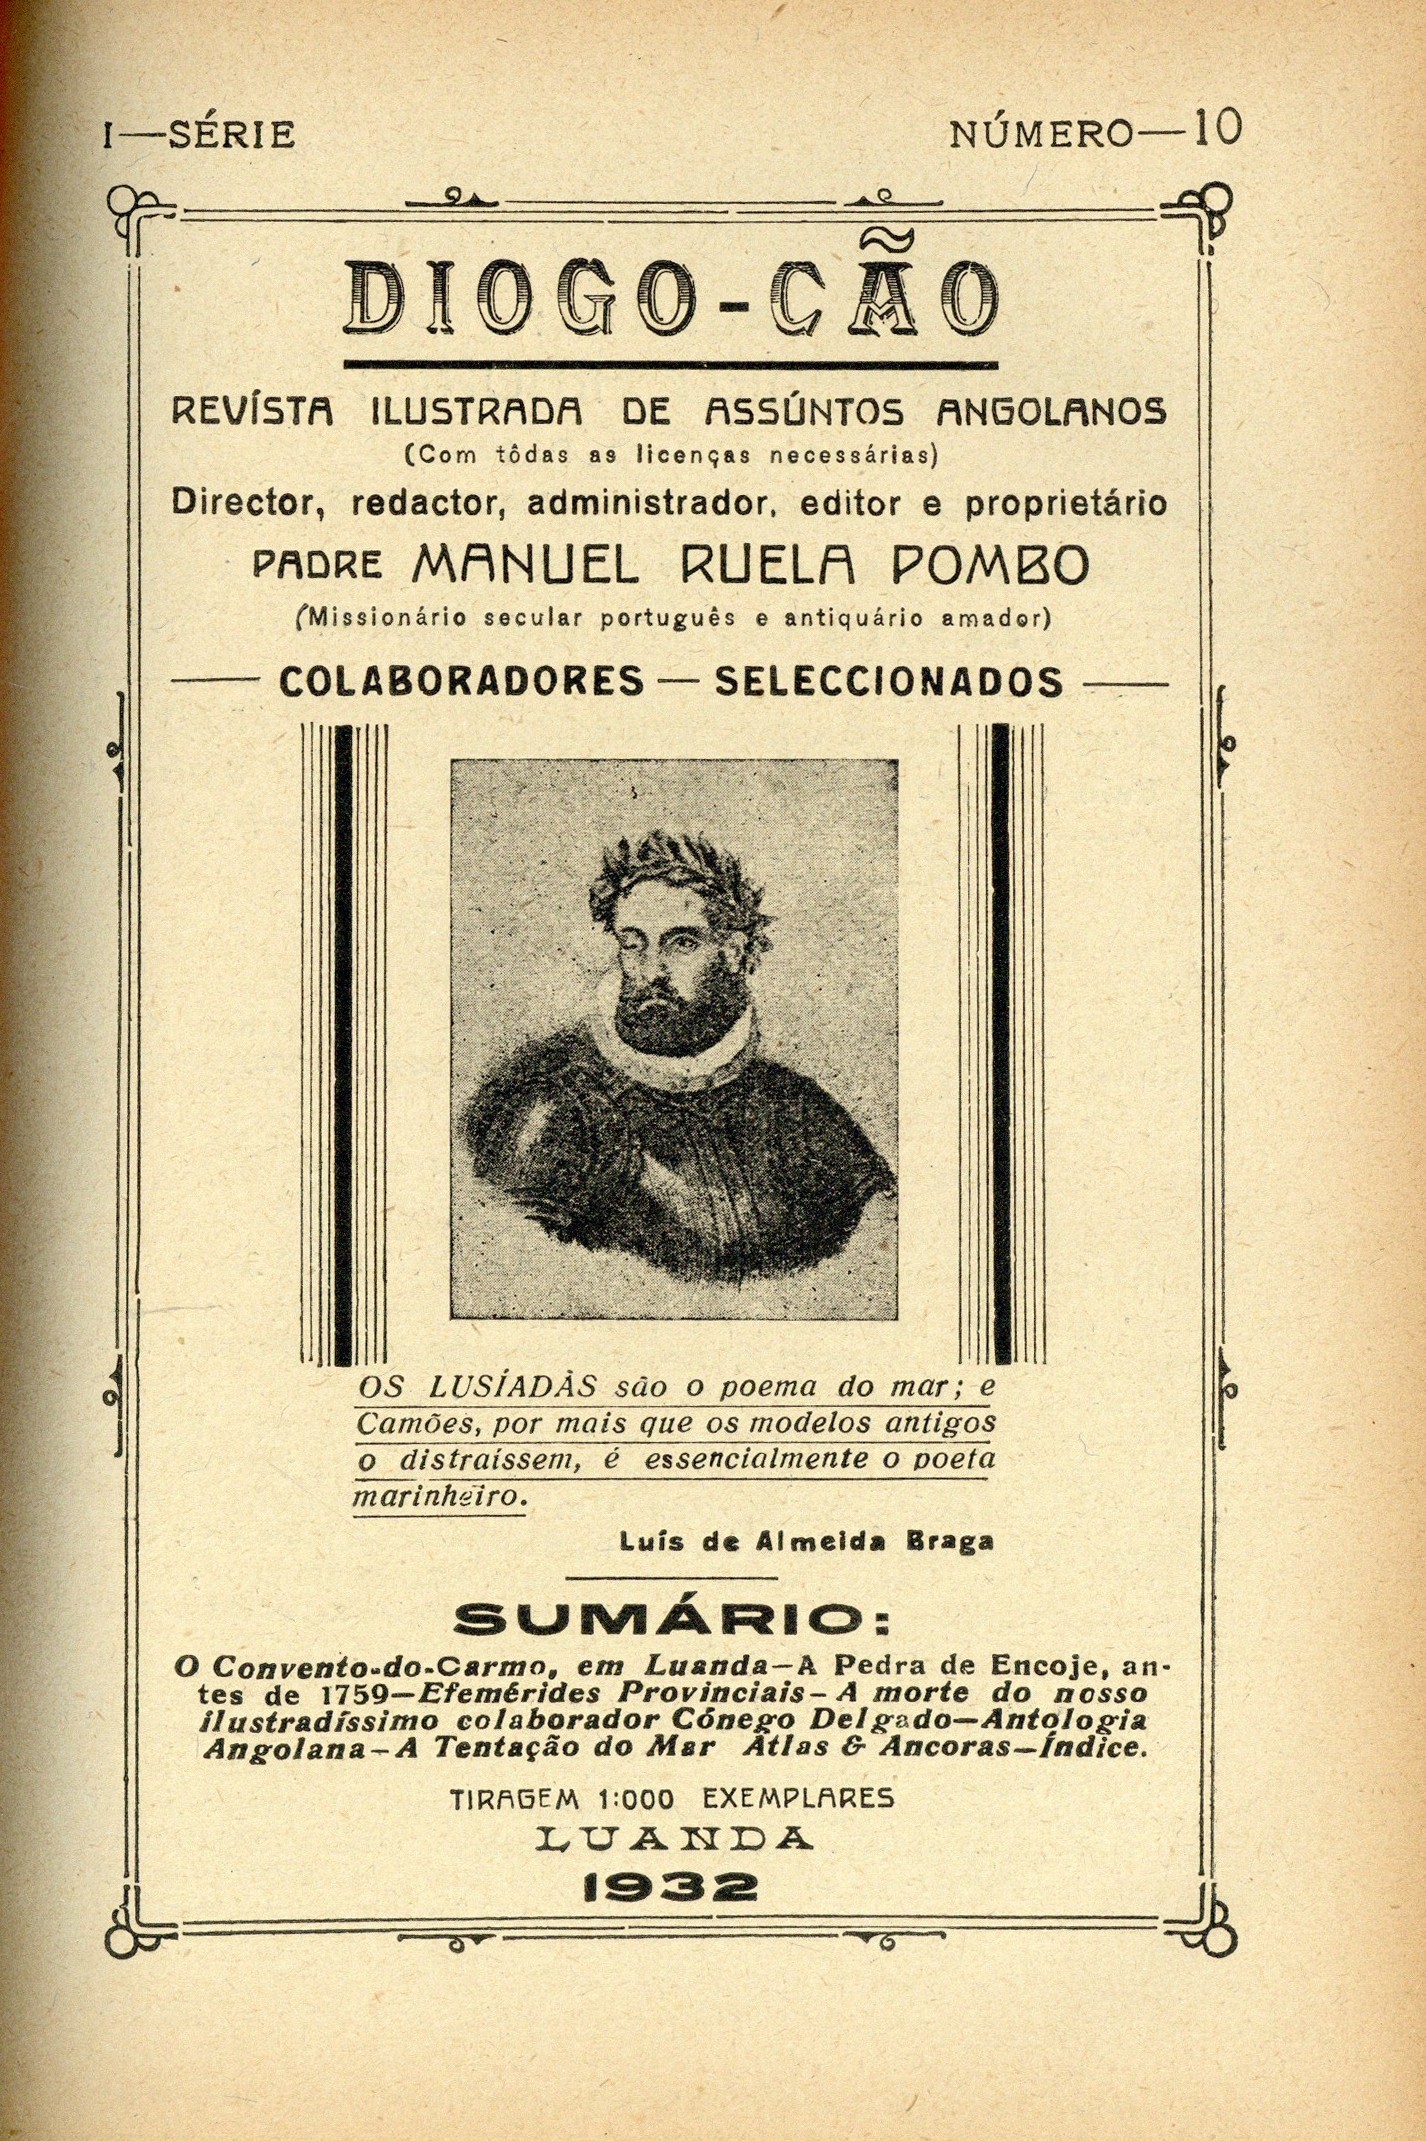 I—SÉRIE
NÚMERO—10
DIOGO-CÃO
REVÍSTA ILUSTRADA DE ASSÚNTOS ANGOLANOS
(Com tôdas as licenças necessárias)
Director, redactor, administrador, editor e proprietário
PADRE MANUEL RUELA POMBO
(Missionário secular português e antiquário amador)
— COLABORADORES — SELECCIONADOS —
OS LUSÍADAS são o poema do mar; e
Camões, por mais que os modelos antigos
o distraíssem, é essencialmente o poeta
marinheiro.
Luís de Almeida Braga
SUMÁRIO:
O Convento-do-Carmo, em Luanda—A Pedra de Encoje, an-
tes de 1759—Efemérides Provinciais—A morte do nosso
ilustradíssimo colaborador Cónego Delgado—Antologia
Angolana—A Tentação do Mar Atlas & Ancoras—Índice.
TIRAGEM 1:000 EXEMPLARES
LUANDA
1932